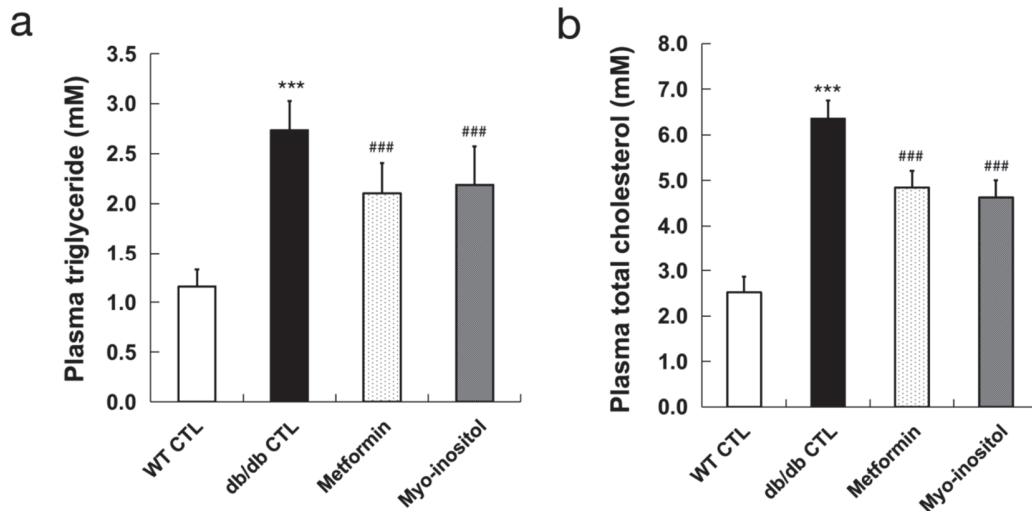 a
Plasma triglyceride (mM)
3.5
3.0
2.5
2.0
1.5
1.0
0.5
0.0
***
###
###
WT CTL
db/db CTL
Metformin
Myo-inositol
b
Plasma total cholesterol (mM)
8.0
7.0
6.0
5.0
4.0
3.0
2.0
1.0
0.0
***
###
###
WT CTL
db/db CTL
Metformin
Myo-inositol